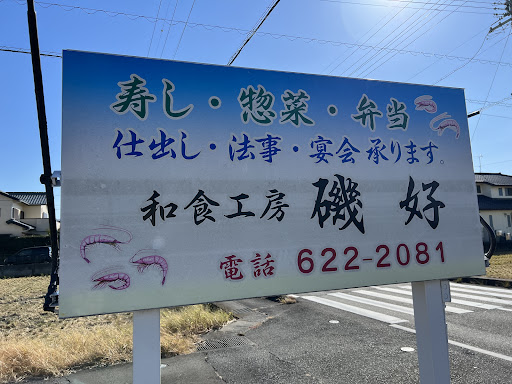 寿し・惣菜・弁当
仕出し・法事・宴会 承ります。
和食工房 磯 好
電話 622-2081